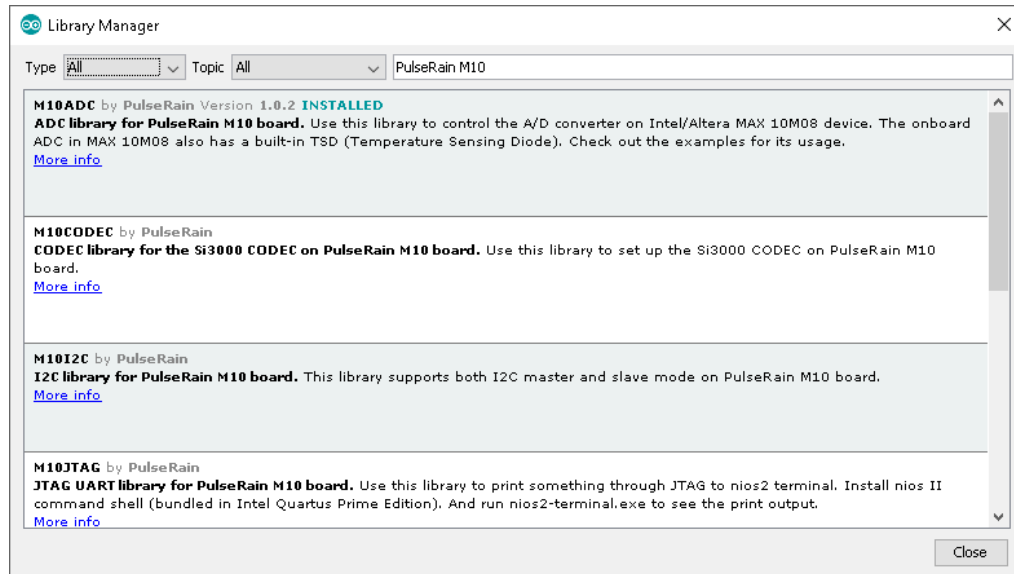 Library Manager
Type All Topic All PulseRain M10
M10ADC by PulseRain Version 1.0.2 INSTALLED
ADC library for PulseRain M10 board. Use this library to control the A/D converter on Intel/Altera MAX 10M08 device. The onboard
ADC in MAX 10M08 also has a built-in TSD (Temperature Sensing Diode). Check out the examples for its usage.
More info
M10CODEC by PulseRain
CODEC library for the Si3000 CODEC on PulseRain M10 board. Use this library to set up the Si3000 CODEC on PulseRain M10
board.
More info
M10I2C by PulseRain
I2C library for PulseRain M10 board. This library supports both I2C master and slave mode on PulseRain M10 board.
More info
M10JTAG by PulseRain
JTAG UART library for PulseRain M10 board. Use this library to print something through JTAG to nios2 terminal. Install nios II
command shell (bundled in Intel Quartus Prime Edition). And run nios2-terminal.exe to see the print output.
More info
Close